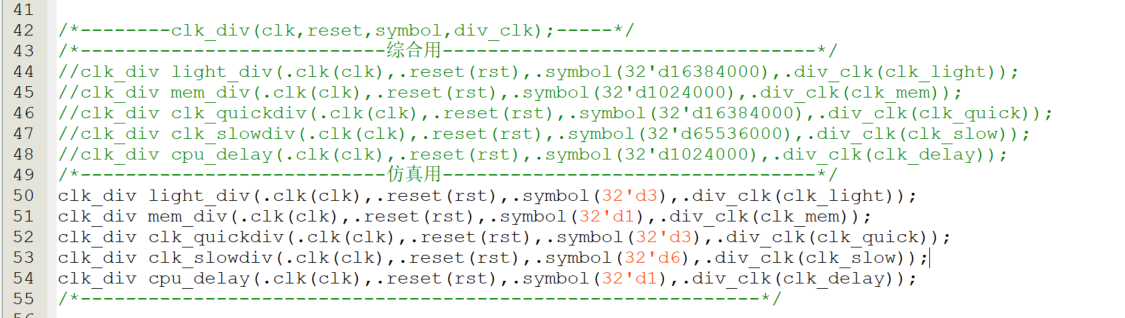 41
42 /*--------clk_div(clk,reset,symbol,div_clk);-----*/
43 /*---------------------------综合用---------------------------------*/
44 //clk_div light_div(.clk(clk),.reset(rst),.symbol(32'd16384000),.div_clk(clk_light));
45 //clk_div mem_div(.clk(clk),.reset(rst),.symbol(32'd1024000),.div_clk(clk_mem));
46 //clk_div clk_quickdiv(.clk(clk),.reset(rst),.symbol(32'd16384000),.div_clk(clk_quick));
47 //clk_div clk_slowdiv(.clk(clk),.reset(rst),.symbol(32'd65536000),.div_clk(clk_slow));
48 //clk_div cpu_delay(.clk(clk),.reset(rst),.symbol(32'd1024000),.div_clk(clk_delay));
49 /*---------------------------仿真用---------------------------------*/
50 clk_div light_div(.clk(clk),.reset(rst),.symbol(32'd3),.div_clk(clk_light));
51 clk_div mem_div(.clk(clk),.reset(rst),.symbol(32'd1),.div_clk(clk_mem));
52 clk_div clk_quickdiv(.clk(clk),.reset(rst),.symbol(32'd3),.div_clk(clk_quick));
53 clk_div clk_slowdiv(.clk(clk),.reset(rst),.symbol(32'd6),.div_clk(clk_slow));
54 clk_div cpu_delay(.clk(clk),.reset(rst),.symbol(32'd1),.div_clk(clk_delay));
55 /*------------------------------------------------------------*/